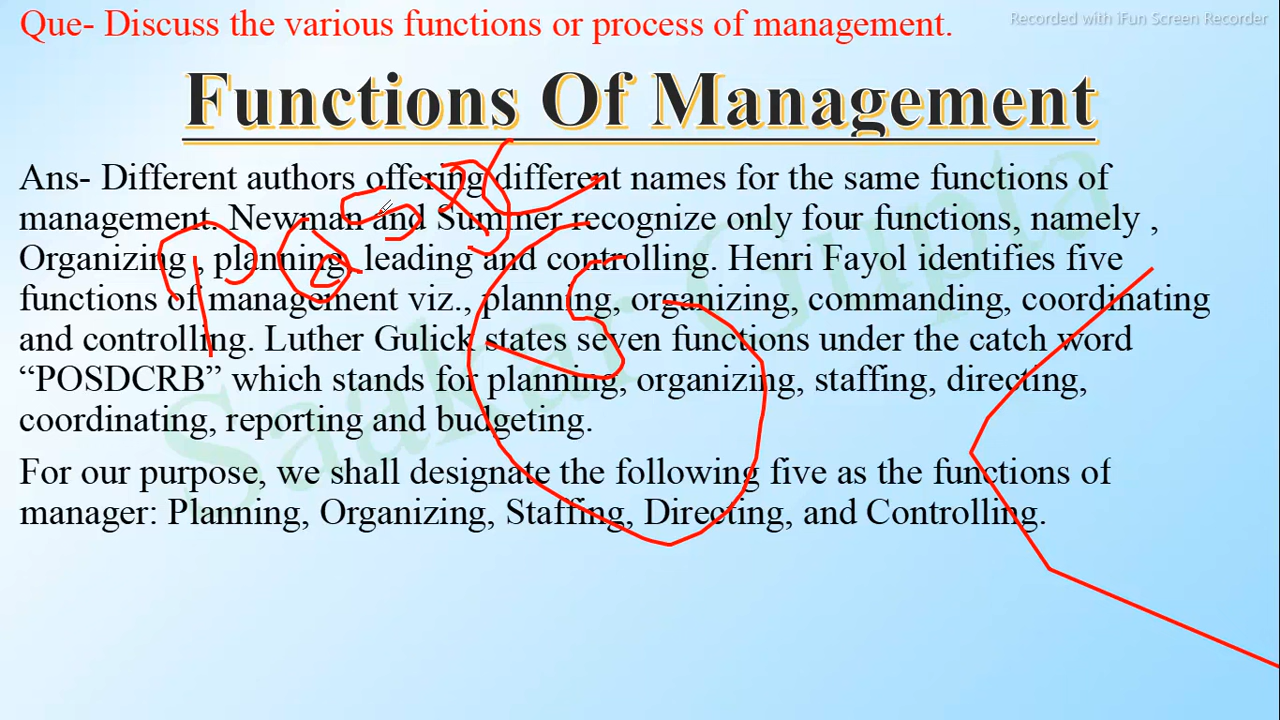 Recorded with iFun Screen Recorder
Que- Discuss the various functions or process of management.
Functions Of Management
Ans- Different authors offering different names for the same functions of
management. Newman and Summer recognize only four functions, namely ,
Organizing , planning, leading and controlling. Henri Fayol identifies five
functions of management viz., planning, organizing, commanding, coordinating
and controlling. Luther Gulick states seven functions under the catch word
“POSDCRB” which stands for planning, organizing, staffing, directing,
coordinating, reporting and budgeting.
For our purpose, we shall designate the following five as the functions of
manager: Planning, Organizing, Staffing, Directing, and Controlling.